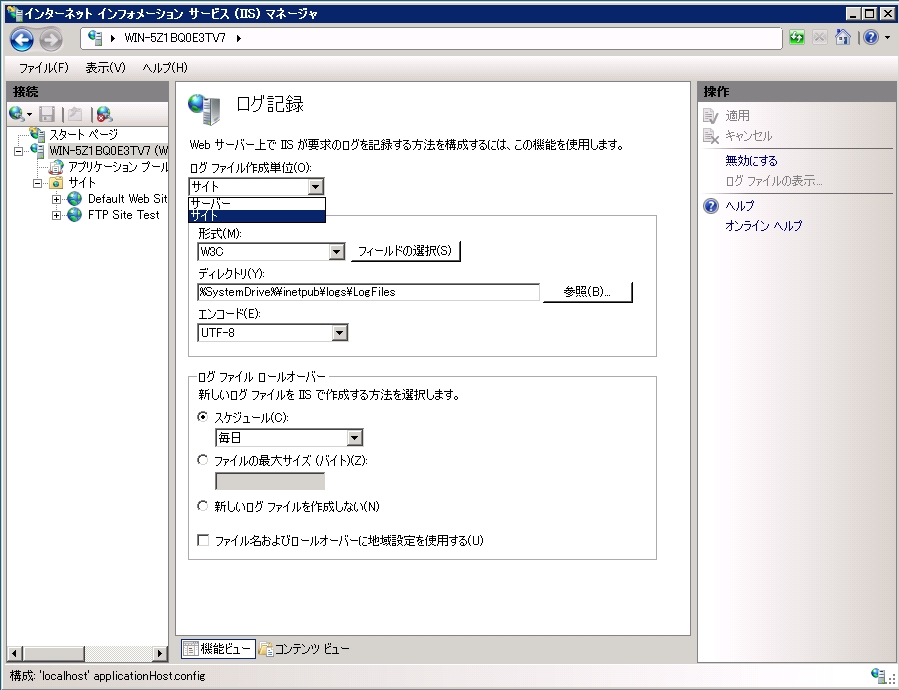 インターネット インフォメーション サービス (IIS) マネージャ
WIN-5Z1BQ0E3TV7
ファイル(F) 表示(V) ヘルプ(H)
接続
スタート ページ
WIN-5Z1BQ0E3TV7 (W
アプリケーション プール
サイト
Default Web Sit
FTP Site Test
ログ記録
Web サーバー上で IIS が要求のログを記録する方法を構成するには、この機能を使用します。
ログ ファイル作成単位(O):
サイト
サーバー
サイト
形式(M):
W3C
フィールドの選択(S)
ディレクトリ(Y):
%SystemDrive%¥inetpub¥logs¥LogFiles
参照(B)...
エンコード(E):
UTF-8
ログ ファイル ロールオーバー
新しいログ ファイルを IIS で作成する方法を選択します。
スケジュール(C):
毎日
ファイルの最大サイズ (バイト)(Z):
新しいログ ファイルを作成しない(N)
ファイル名およびロールオーバーに地域設定を使用する(U)
機能ビュー
コンテンツ ビュー
操作
適用
キャンセル
無効にする
ログ ファイルの表示...
ヘルプ
オンライン ヘルプ
構成: 'localhost' applicationHost.config